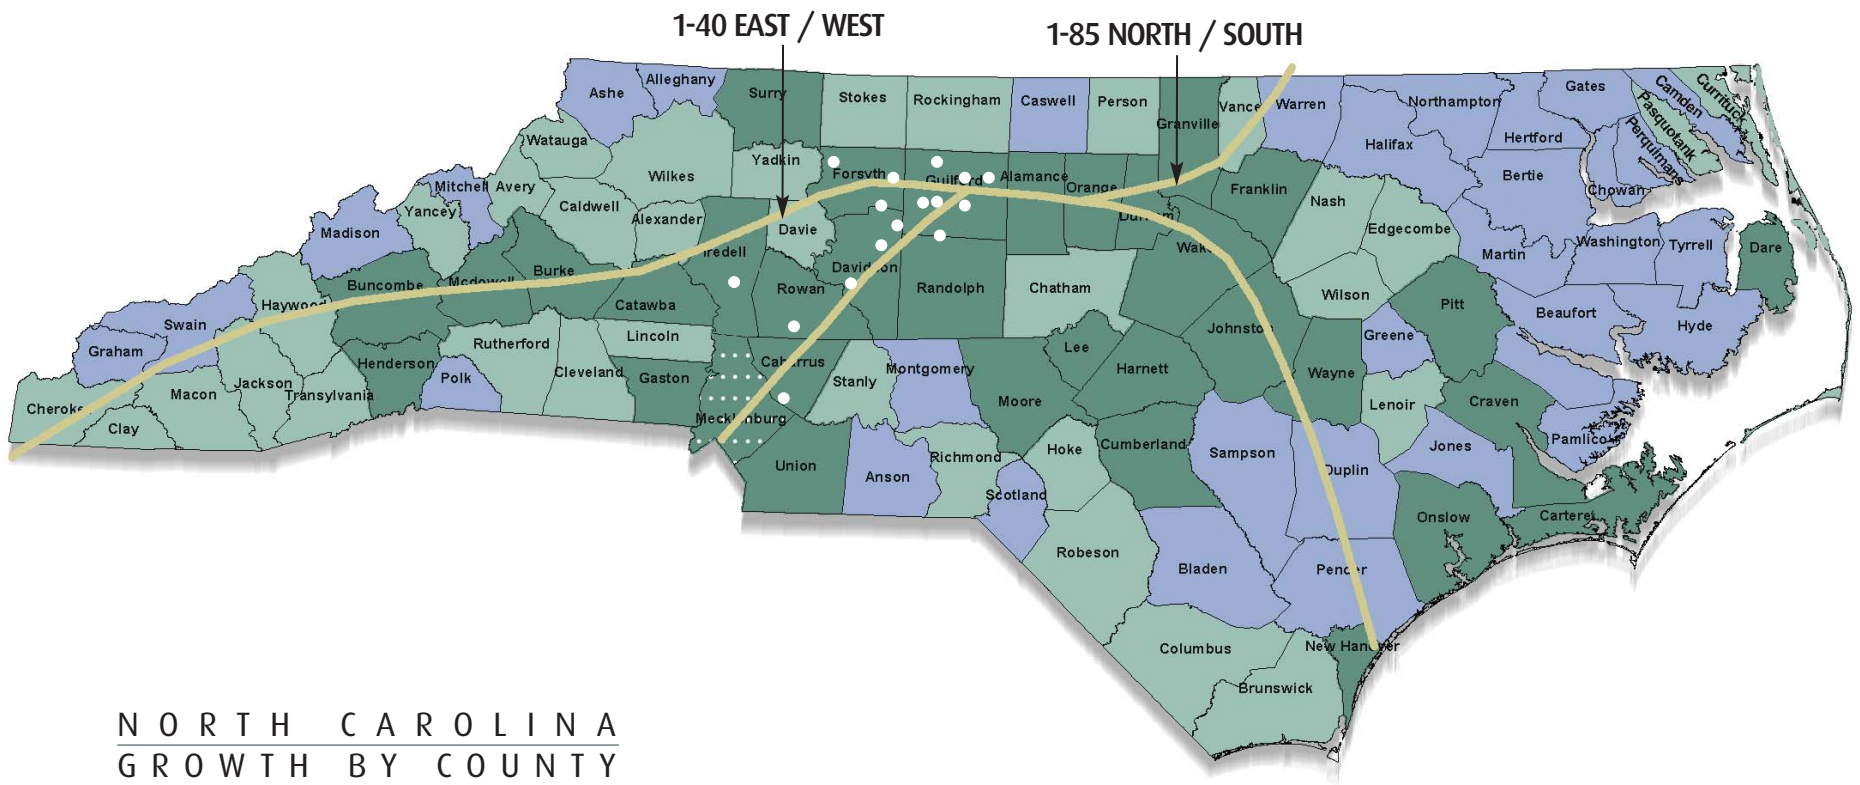 1-40 EAST / WEST
1-85 NORTH / SOUTH
Alleghany
Ashe
Surry
Stokes
Rockingham
Caswell
Person
Granville
Vance
Warren
Northampton
Gates
Camden
Currituck
Pasquotank
Perquimans
Hertford
Halifax
Watauga
Wilkes
Yadkin
Forsyth
Guilford
Alamance
Orange
Durham
Franklin
Nash
Edgecombe
Bertie
Chowan
Mitchell
Avery
Yancey
Caldwell
Alexander
Iredell
Davie
Davidson
Wake
Martin
Washington
Tyrrell
Dare
Madison
Buncombe
Mcdowell
Burke
Catawba
Rowan
Randolph
Chatham
Wilson
Pitt
Beaufort
Hyde
Haywood
Swain
Graham
Rutherford
Lincoln
Cabarrus
Lee
Johnston
Greene
Henderson
Polk
Cleveland
Gaston
Stanly
Montgomery
Harnett
Wayne
Cherokee
Macon
Jackson
Transylvania
Clay
Mecklenburg
Moore
Lenoir
Craven
Pamlico
Union
Anson
Richmond
Hoke
Cumberland
Sampson
Duplin
Jones
Scotland
Onslow
Carteret
Robeson
Bladen
Pender
Columbus
New Hanover
Brunswick
NORTH CAROLINA
GROWTH BY COUNTY